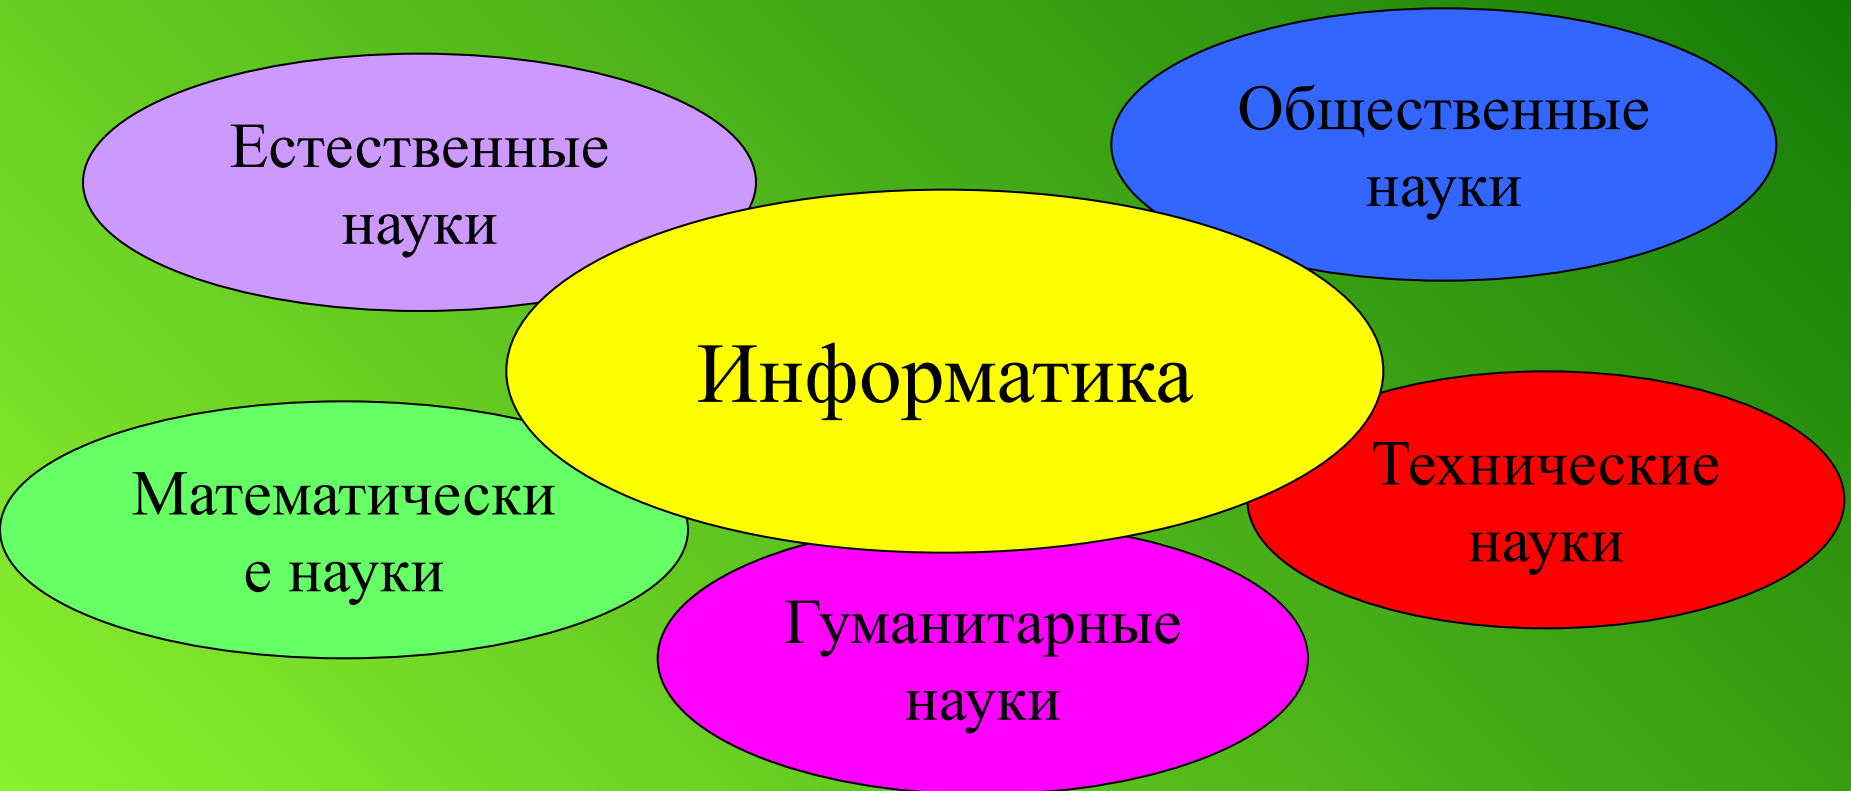 Естественные
науки
Общественные
науки
Информатика
Математически
е науки
Технические
науки
Гуманитарные
науки